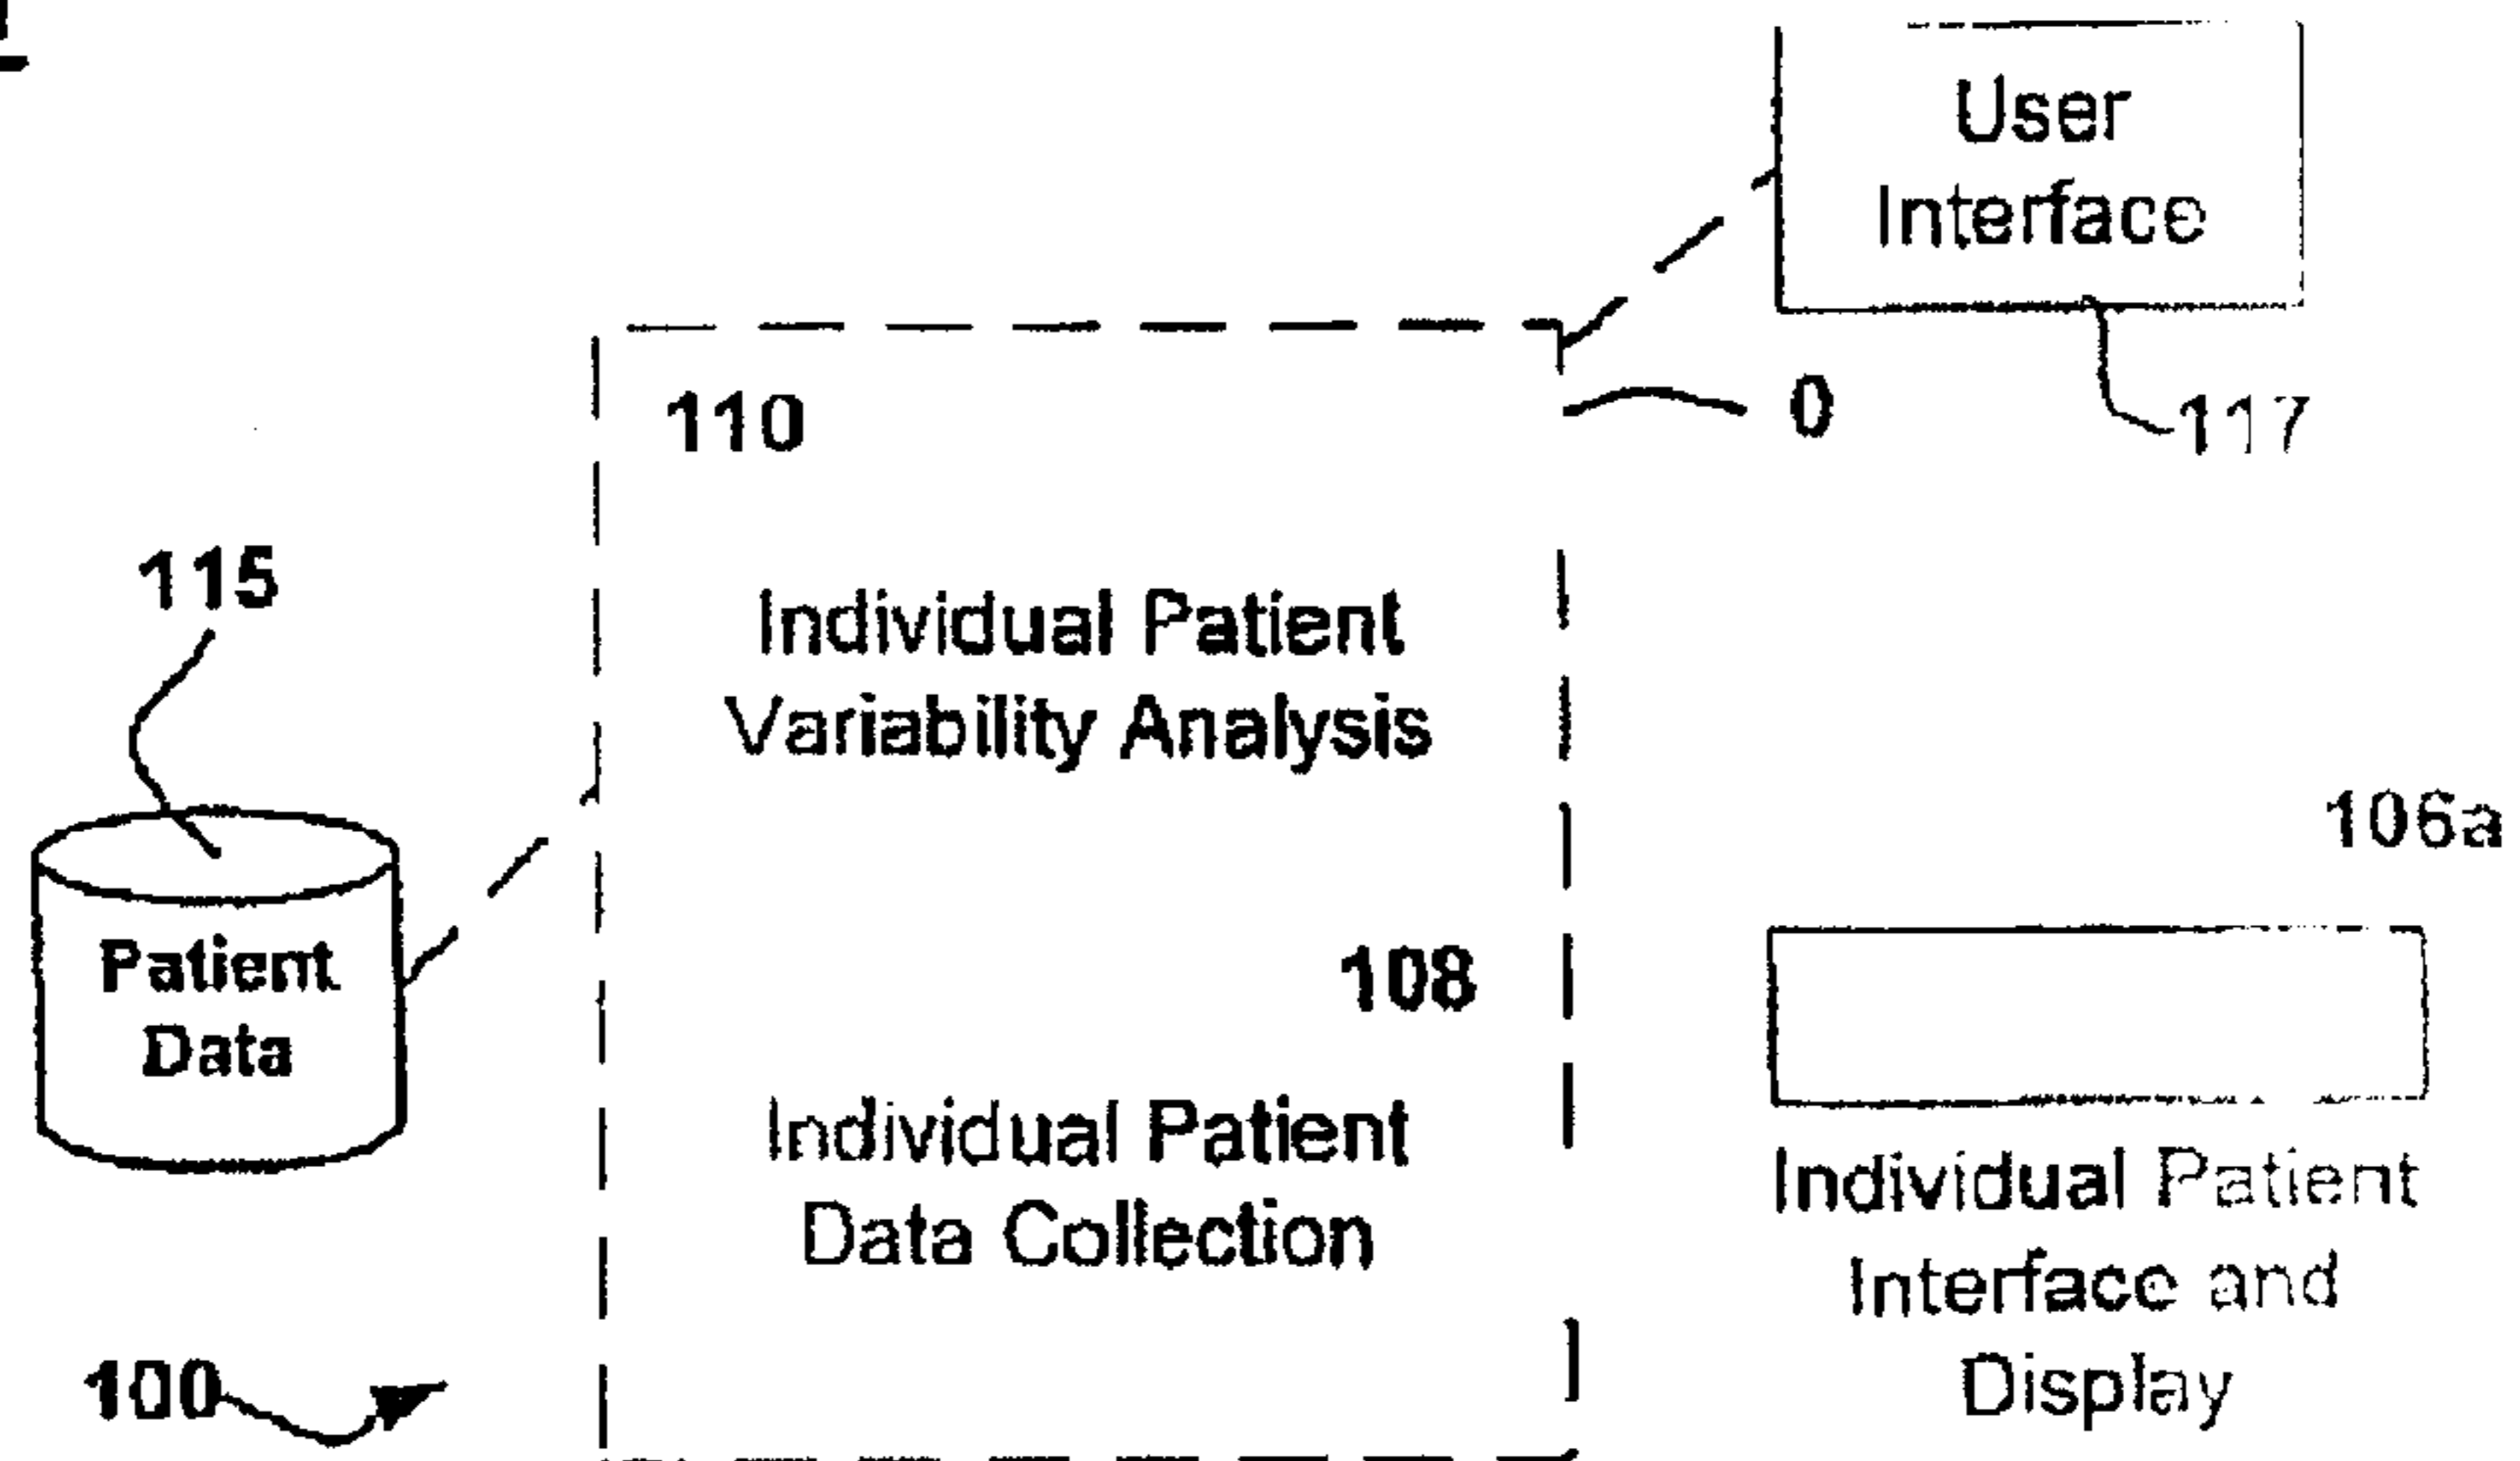 User
Interface
110
0
117
115
Individual Patient
Variability Analysis
106a
Patient
Data
108
Individual Patient
Data Collection
Individual Patient
Interface and
Display
100